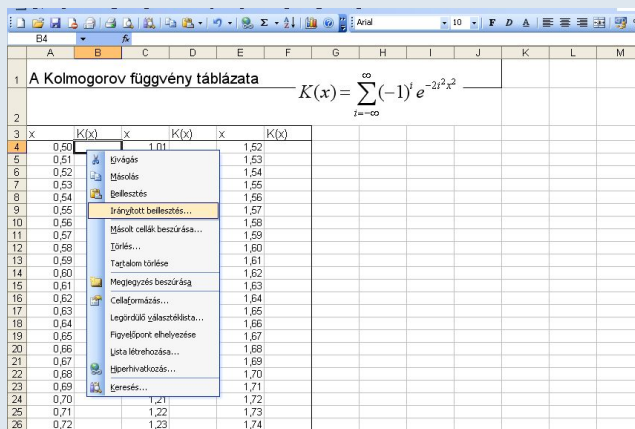 Arial 10 F D A
B4 fx
A B C D E F G H I J K L M
1 A Kolmogorov függvény táblázata
K(x) = ∑ (-1)^i e^{-2i²x²}
∞
i=-∞
2
3 x K(x) x K(x) x K(x)
4 0,50 1,01 1,52
5 0,51 1,53
6 0,52 1,54
7 0,53 1,55
8 0,54 1,56
9 0,55 1,57
10 0,56 1,58
11 0,57 1,59
12 0,58 1,60
13 0,59 1,61
14 0,60 1,62
15 0,61 1,63
16 0,62 1,64
17 0,63 1,65
18 0,64 1,66
19 0,65 1,67
20 0,66 1,68
21 0,67 1,69
22 0,68 1,70
23 0,69 1,71
24 0,70 1,21 1,72
25 0,71 1,22 1,73
26 0,72 1,23 1,74
Kivágás
Másolás
Beillesztés
Irányított beillesztés...
Másolt cellák beszúrása...
Törlés...
Tartalom törlése
Megjegyzés beszúrása
Cellaformázás...
Legördülő választéklista...
Figyelőpont elhelyezése
Lista létrehozása...
Hiperhivatkozás...
Keresés...